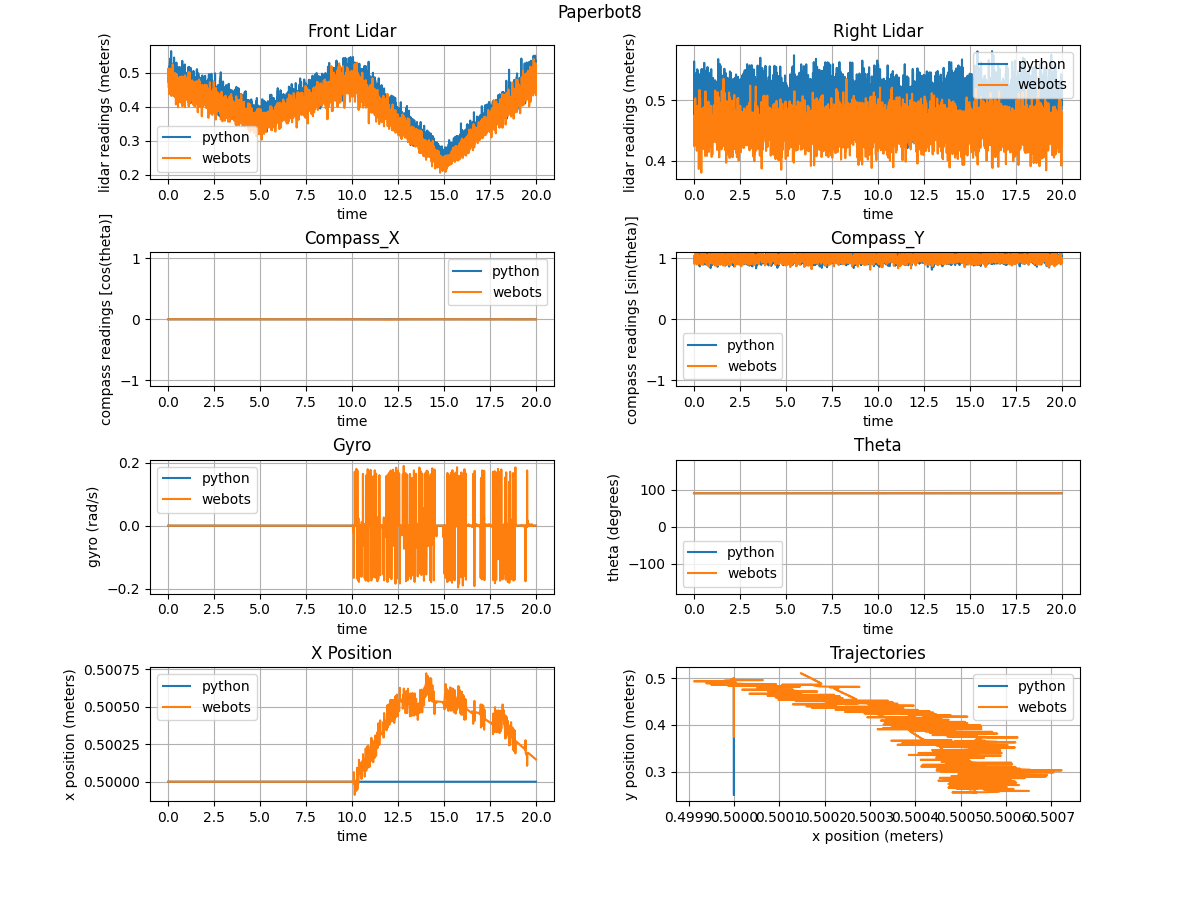 Paperbot8
Front Lidar
lidar readings (meters)
0.5
0.4
0.3
0.2
python
webots
0.0 2.5 5.0 7.5 10.0 12.5 15.0 17.5 20.0
time
Right Lidar
lidar readings (meters)
0.5
0.4
python
webots
0.0 2.5 5.0 7.5 10.0 12.5 15.0 17.5 20.0
time
Compass_X
compass readings [cos(theta)]
1
0
−1
python
webots
0.0 2.5 5.0 7.5 10.0 12.5 15.0 17.5 20.0
time
Compass_Y
compass readings [sin(theta)]
1
0
−1
python
webots
0.0 2.5 5.0 7.5 10.0 12.5 15.0 17.5 20.0
time
Gyro
gyro (rad/s)
0.2
0.0
−0.2
python
webots
0.0 2.5 5.0 7.5 10.0 12.5 15.0 17.5 20.0
time
Theta
theta (degrees)
100
0
−100
python
webots
0.0 2.5 5.0 7.5 10.0 12.5 15.0 17.5 20.0
time
X Position
x position (meters)
0.50075
0.50050
0.50025
0.50000
python
webots
0.0 2.5 5.0 7.5 10.0 12.5 15.0 17.5 20.0
time
Trajectories
y position (meters)
0.5
0.4
0.3
python
webots
0.4999 0.5000 0.5001 0.5002 0.5003 0.5004 0.5005 0.5006 0.5007
x position (meters)